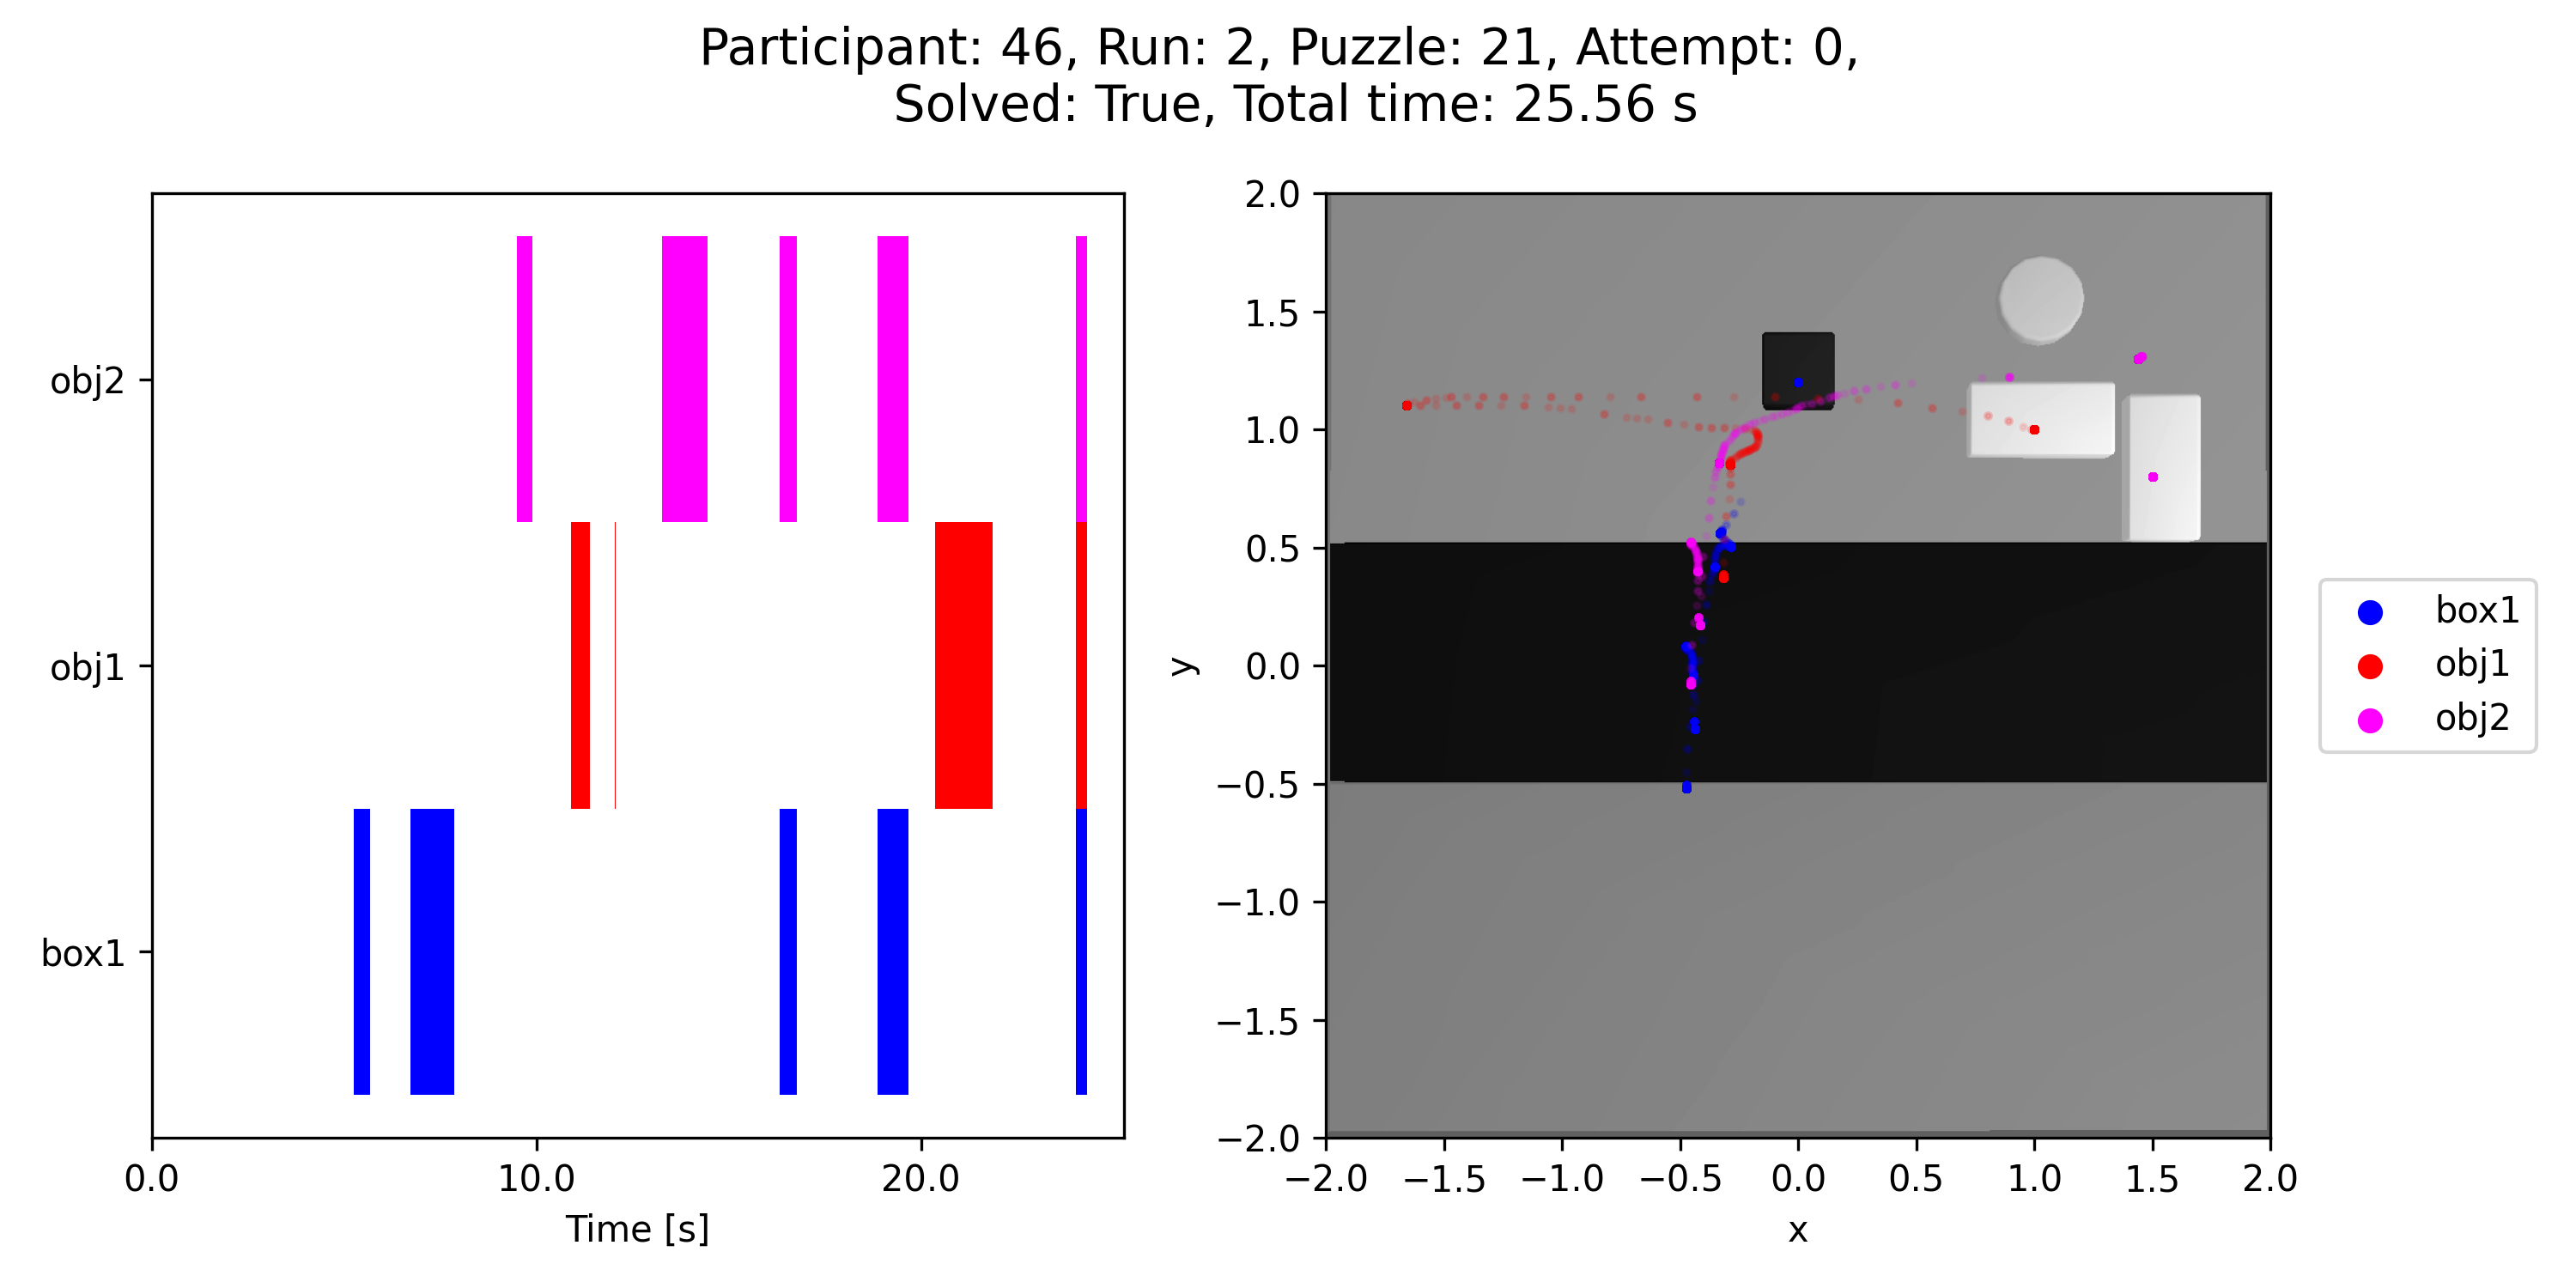 Participant: 46, Run: 2, Puzzle: 21, Attempt: 0,
Solved: True, Total time: 25.56 s
obj2
obj1
box1
0.0 10.0 20.0
Time [s]
y
2.0
1.5
1.0
0.5
0.0
−0.5
−1.0
−1.5
−2.0
−2.0 −1.5 −1.0 −0.5 0.0 0.5 1.0 1.5 2.0
x
box1
obj1
obj2